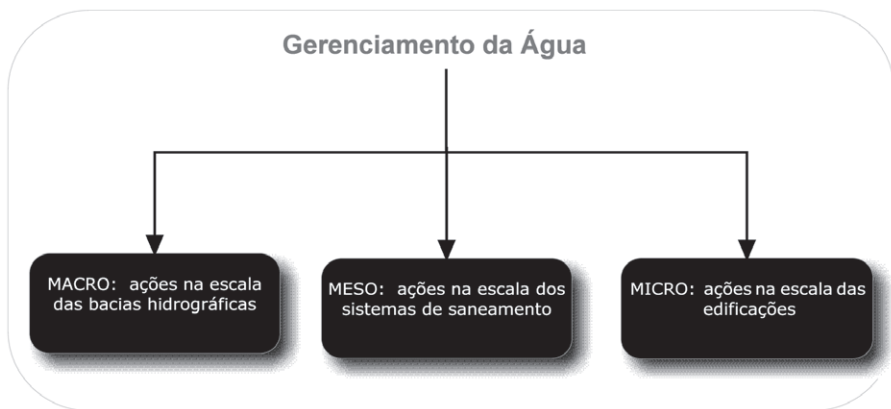 Gerenciamento da Água
MACRO: ações na escala
das bacias hidrográficas
MESO: ações na escala dos
sistemas de saneamento
MICRO: ações na escala das
edificações